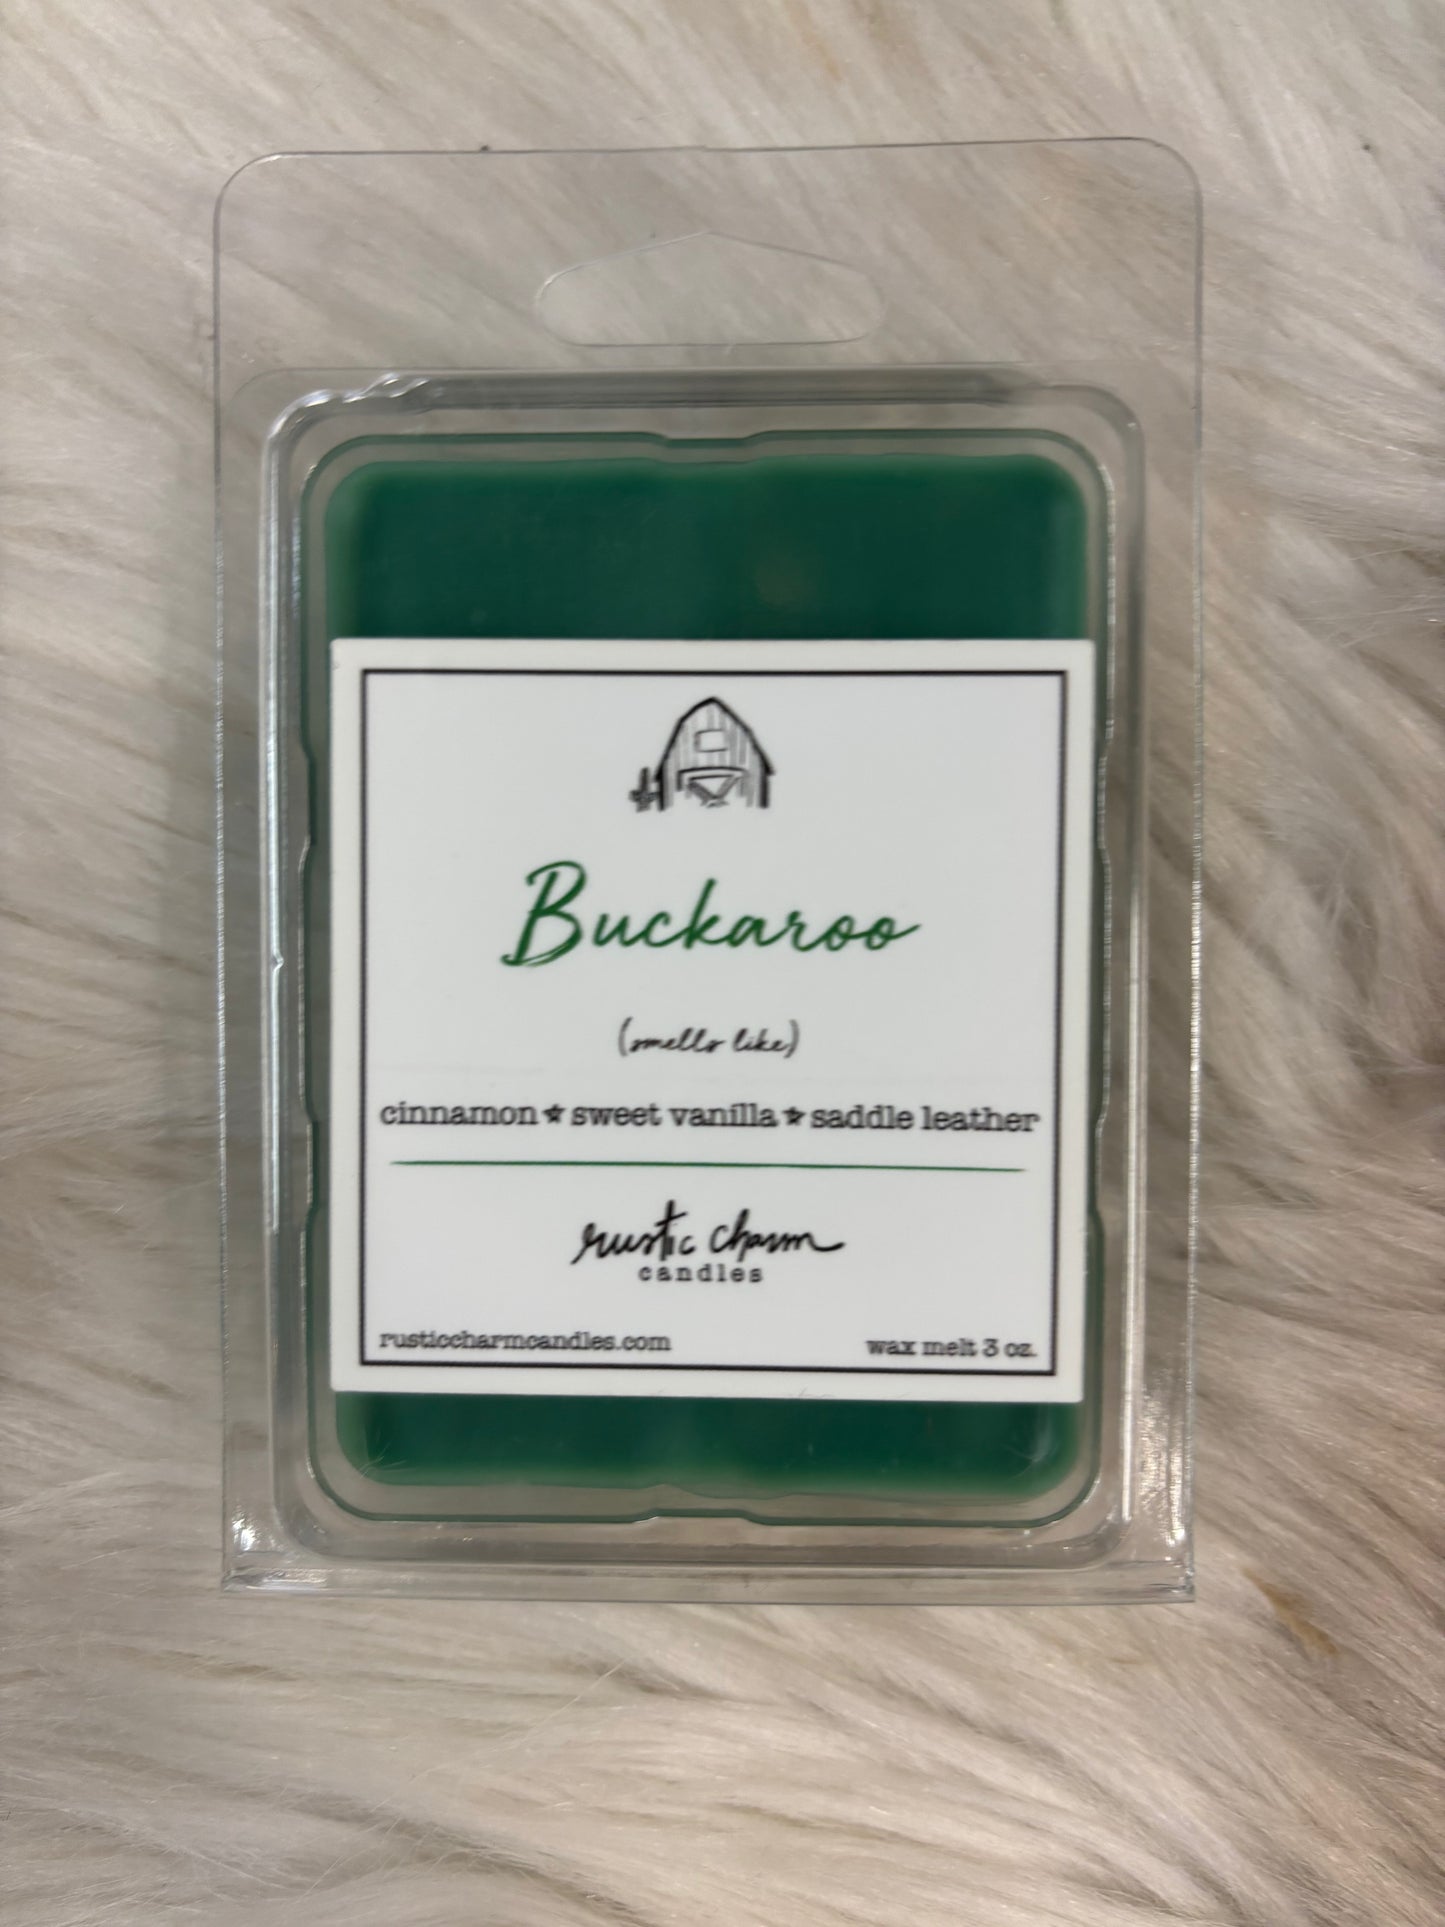 Buckaroo
(smells like)
cinnamon★sweet vanilla★saddle leather
rustic charm
candles
rusticcharmcandles.com
wax melt 3 oz.